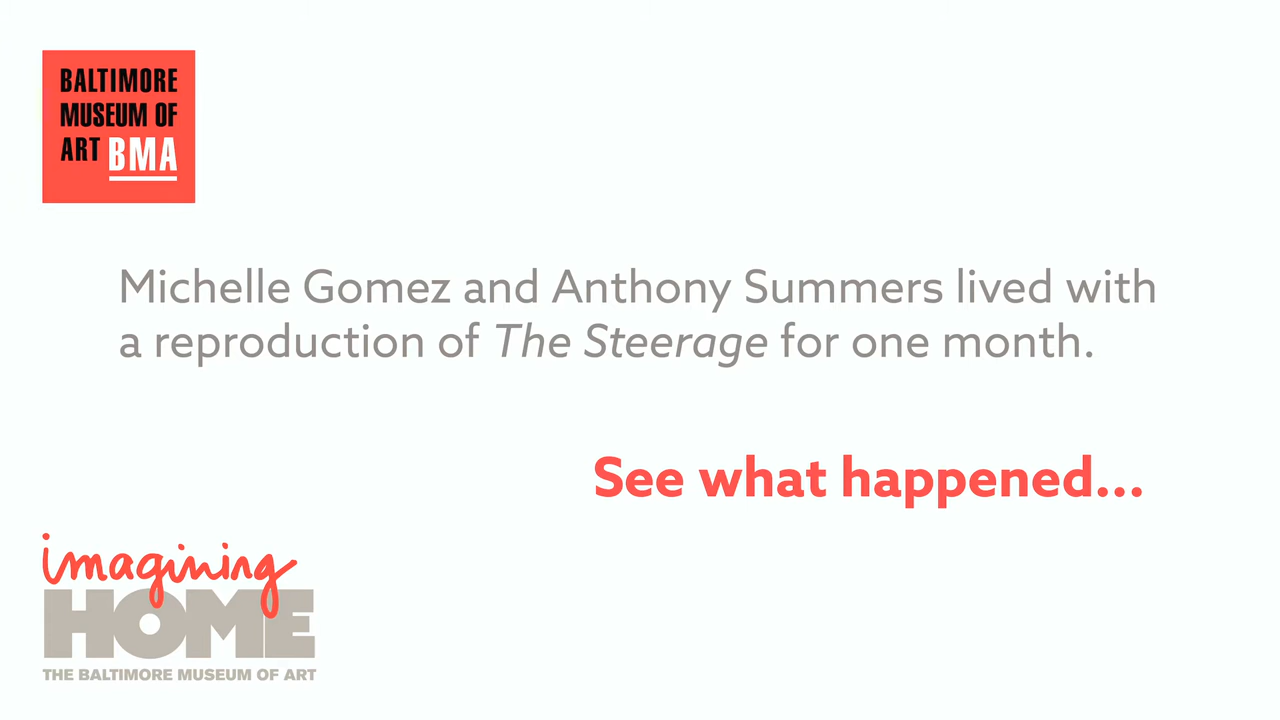 BALTIMORE
MUSEUM OF
ART BMA
Michelle Gomez and Anthony Summers lived with
a reproduction of The Steerage for one month.
See what happened...
imagining
HOME
THE BALTIMORE MUSEUM OF ART